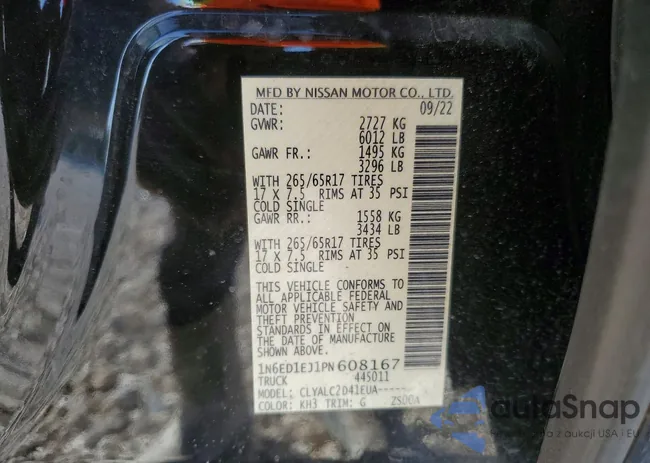 MFD BY NISSAN MOTOR CO., LTD.
DATE: 09/22
GVWR: 2727 KG
6012 LB
GAWR FR.: 1495 KG
3296 LB
WITH 265/65R17 TIRES
17 X 7.5 RIMS AT 35 PSI
COLD SINGLE
GAWR RR.: 1558 KG
3434 LB
WITH 265/65R17 TIRES
17 X 7.5 RIMS AT 35 PSI
COLD SINGLE
THIS VEHICLE CONFORMS TO
ALL APPLICABLE FEDERAL
MOTOR VEHICLE SAFETY AND
THEFT PREVENTION
STANDARDS IN EFFECT ON
THE DATE OF MANUFACTURE
SHOWN ABOVE.
1N6ED1EJ1PN608167
TRUCK 445011
MODEL: CLYALC2D41EUA------
COLOR: KH3 TRIM: G ZS00A
autaSnap
z aukcji USA i EU